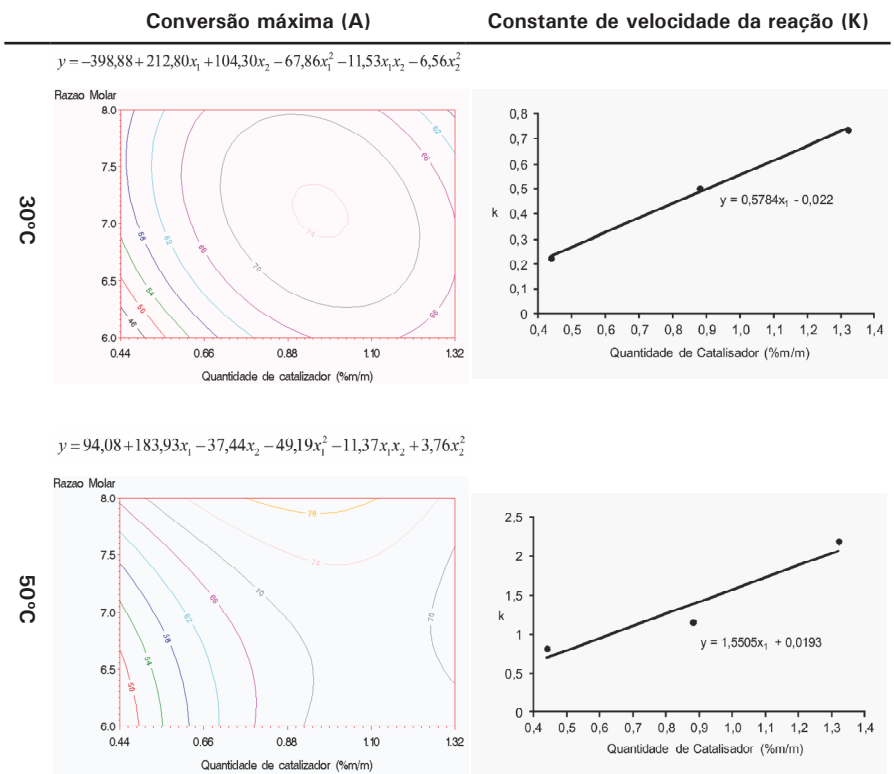 Conversão máxima (A) Constante de velocidade da reação (K)
30ºC
y = −398,88 + 212,80x₁ + 104,30x₂ − 67,86x₁² − 11,53x₁x₂ − 6,56x₂²
Razao Molar
8.0
7.5
7.0
6.5
6.0
0.44 0.66 0.88 1.10 1.32
Quantidade de catalizador (%m/m)
58
62
66
70
74
62
66
66
54
50
46
0,8
0,7
0,6
0,5
0,4
0,3
0,2
0,1
0
k
y = 0,5784x₁ - 0,022
0,4 0,5 0,6 0,7 0,8 0,9 1,0 1,1 1,2 1,3 1,4
Quantidade de Catalisador (%m/m)
50ºC
y = 94,08 + 183,93x₁ − 37,44x₂ − 49,19x₁² − 11,37x₁x₂ + 3,76x₂²
Razao Molar
8.0
7.5
7.0
6.5
6.0
0.44 0.66 0.88 1.10 1.32
Quantidade de catalizador (%m/m)
78
74
70
66
62
58
54
50
70
2,5
2
1,5
1
0,5
0
k
y = 1,5505x₁ + 0,0193
0,4 0,5 0,6 0,7 0,8 0,9 1,0 1,1 1,2 1,3 1,4
Quantidade de Catalisador (%m/m)